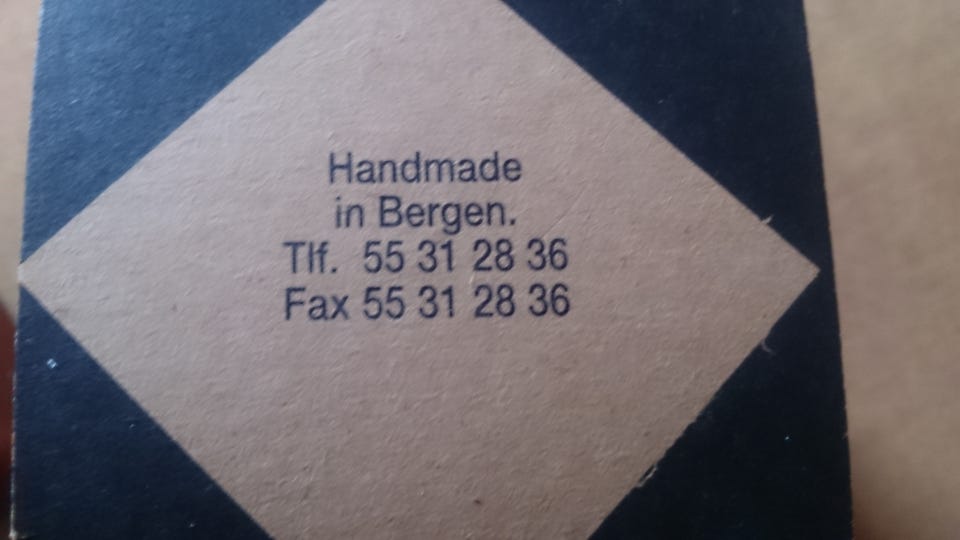 Handmade
in Bergen.
Tlf. 55 31 28 36
Fax 55 31 28 36